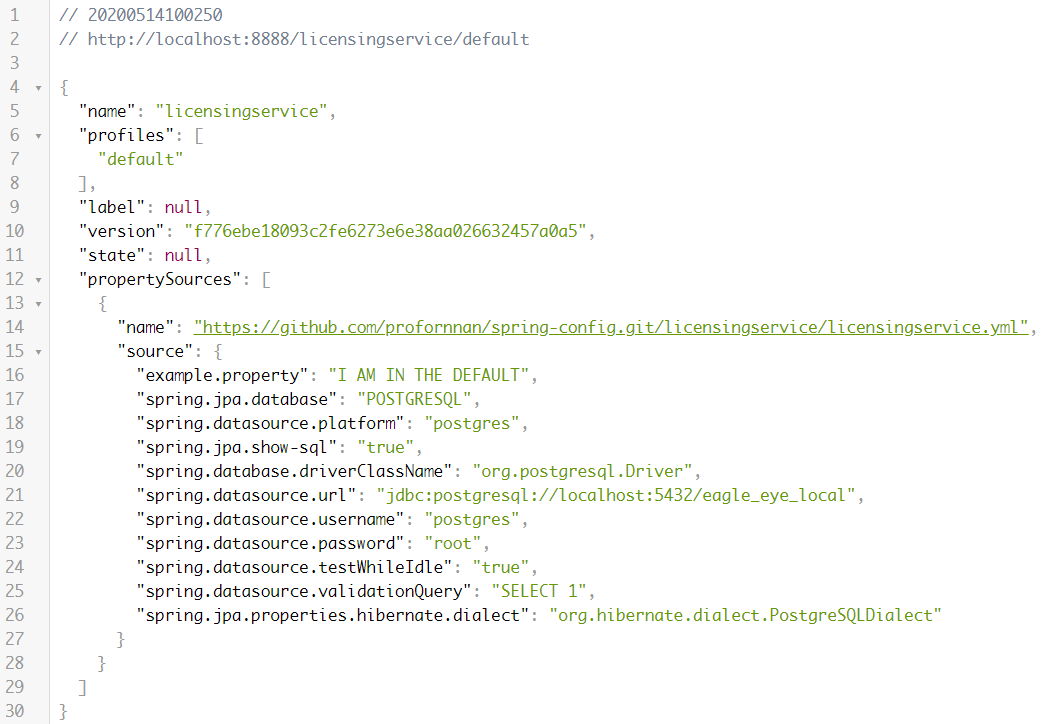 1 // 20200514100250
2 // http://localhost:8888/licensingservice/default
3
4 {
5 "name": "licensingservice",
6 "profiles": [
7 "default"
8 ],
9 "label": null,
10 "version": "f776ebe18093c2fe6273e6e38aa026632457a0a5",
11 "state": null,
12 "propertySources": [
13 {
14 "name": "https://github.com/profornnan/spring-config.git/licensingservice/licensingservice.yml",
15 "source": {
16 "example.property": "I AM IN THE DEFAULT",
17 "spring.jpa.database": "POSTGRESQL",
18 "spring.datasource.platform": "postgres",
19 "spring.jpa.show-sql": "true",
20 "spring.database.driverClassName": "org.postgresql.Driver",
21 "spring.datasource.url": "jdbc:postgresql://localhost:5432/eagle_eye_local",
22 "spring.datasource.username": "postgres",
23 "spring.datasource.password": "root",
24 "spring.datasource.testWhileIdle": "true",
25 "spring.datasource.validationQuery": "SELECT 1",
26 "spring.jpa.properties.hibernate.dialect": "org.hibernate.dialect.PostgreSQLDialect"
27 }
28 }
29 ]
30 }